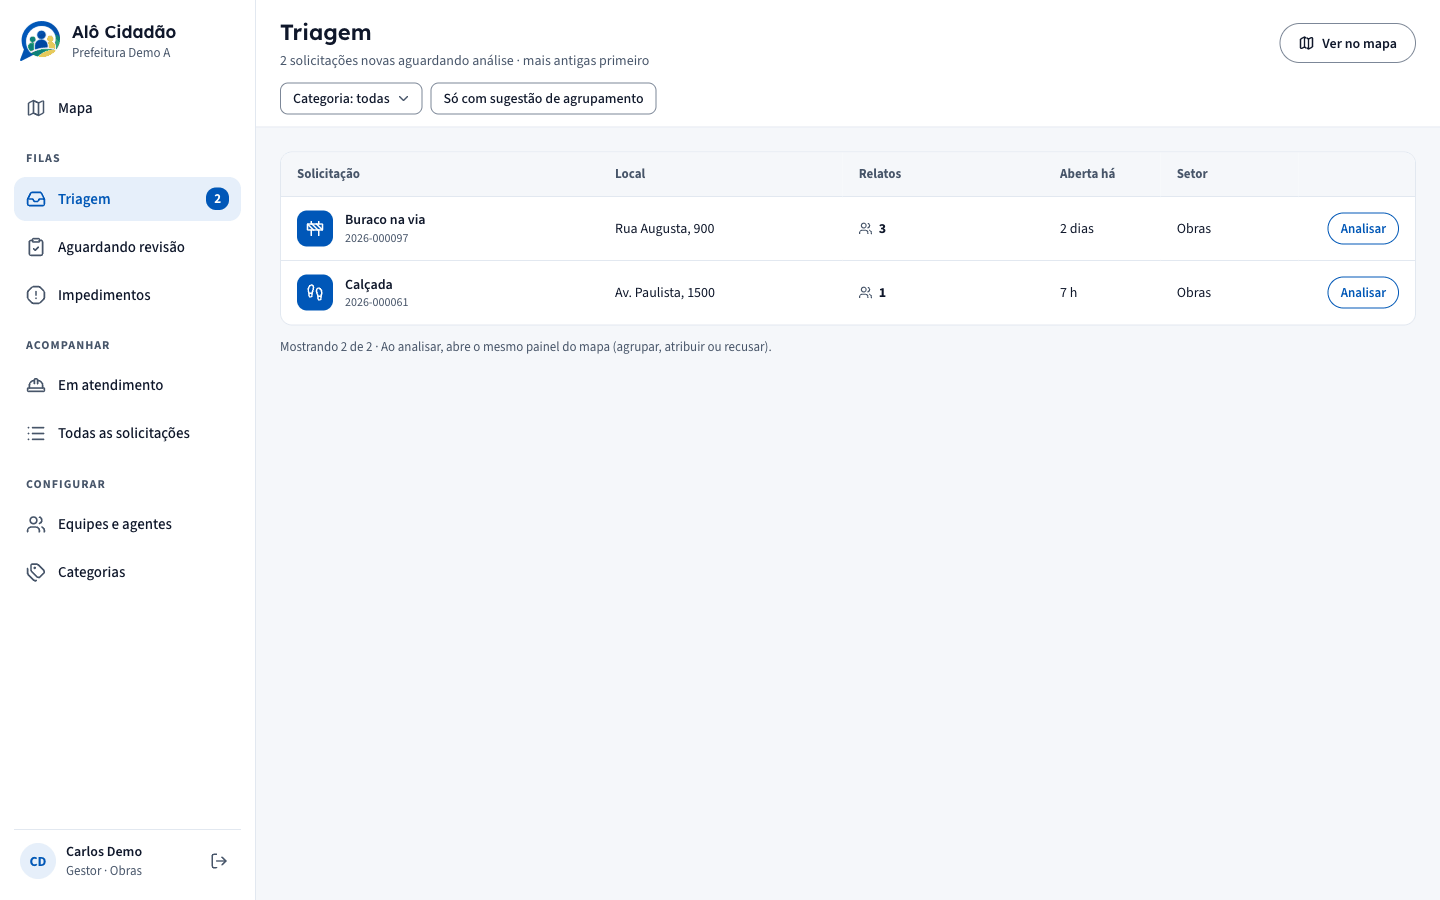 Alô Cidadão
Prefeitura Demo A
Mapa
FILAS
Triagem 2
Aguardando revisão
Impedimentos
ACOMPANHAR
Em atendimento
Todas as solicitações
CONFIGURAR
Equipes e agentes
Categorias
CD
Carlos Demo
Gestor · Obras
Triagem
2 solicitações novas aguardando análise · mais antigas primeiro
Ver no mapa
Categoria: todas
Só com sugestão de agrupamento
Solicitação Local Relatos Aberta há Setor
Buraco na via
2026-000097
Rua Augusta, 900 3 2 dias Obras Analisar
Calçada
2026-000061
Av. Paulista, 1500 1 7 h Obras Analisar
Mostrando 2 de 2 · Ao analisar, abre o mesmo painel do mapa (agrupar, atribuir ou recusar).